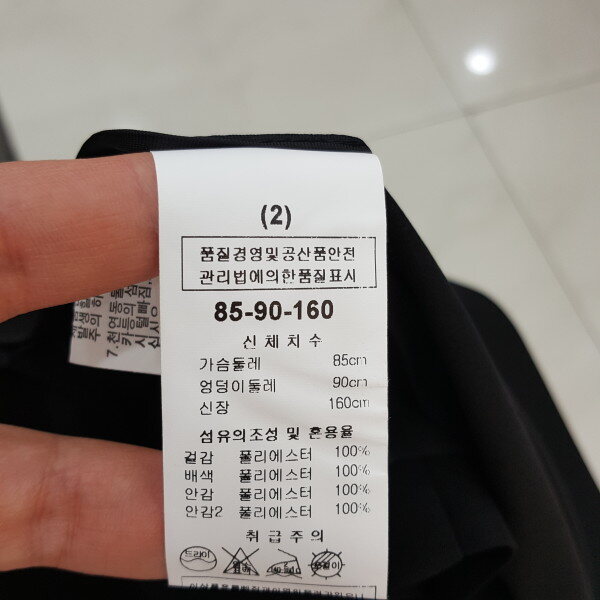 (2)
품질경영및공산품안전
관리법에의한품질표시
85-90-160
신체치수
가슴둘레 85cm
엉덩이둘레 90cm
신장 160cm
섬유의조성 및 혼용율
겉감 폴리에스터 100%
배색 폴리에스터 100%
안감 폴리에스터 100%
안감2 폴리에스터 100%
취급주의
드라이